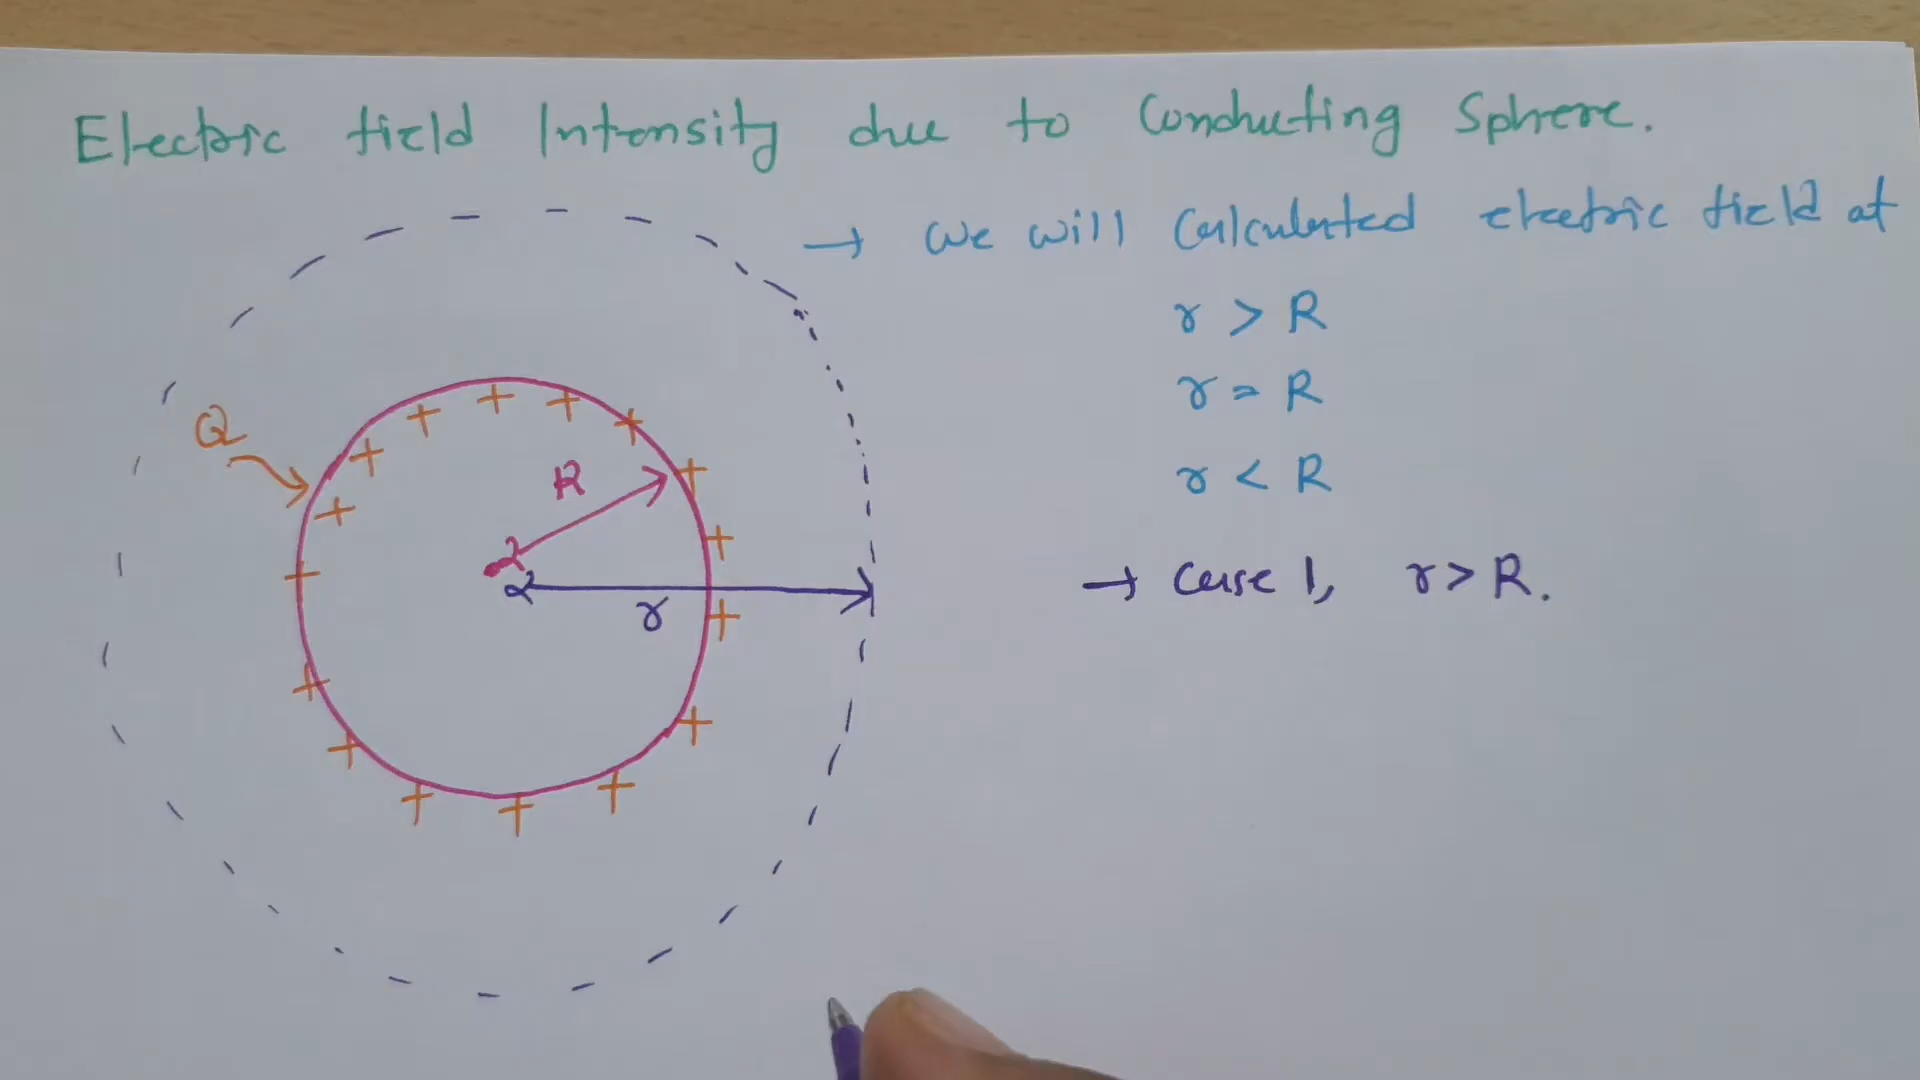 Electric field Intensity due to Conducting Sphere.
→ we will calculated electric field at
r > R
r = R
r < R
Q
R
r
→ case 1, r > R.